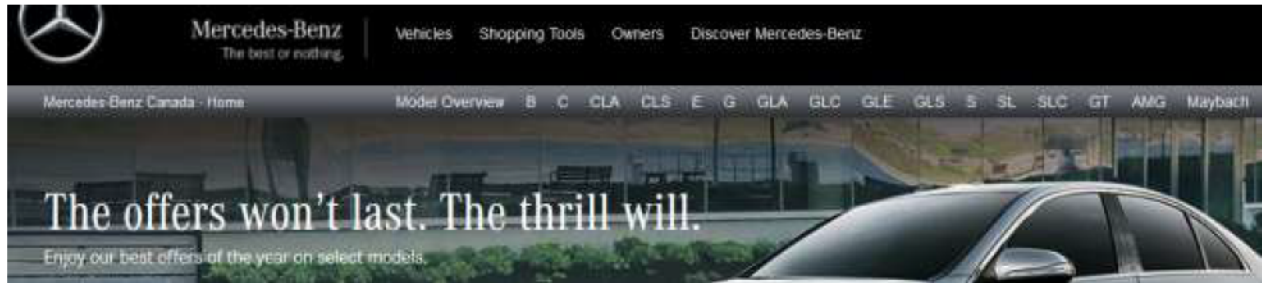 Mercedes-Benz
The best or nothing.
Vehicles Shopping Tools Owners Discover Mercedes-Benz
Mercedes-Benz Canada - Home
Model Overview B C CLA CLS E G GLA GLC GLE GLS S SL SLC GT AMG Maybach
The offers won't last. The thrill will.
Enjoy our best offers of the year on select models.